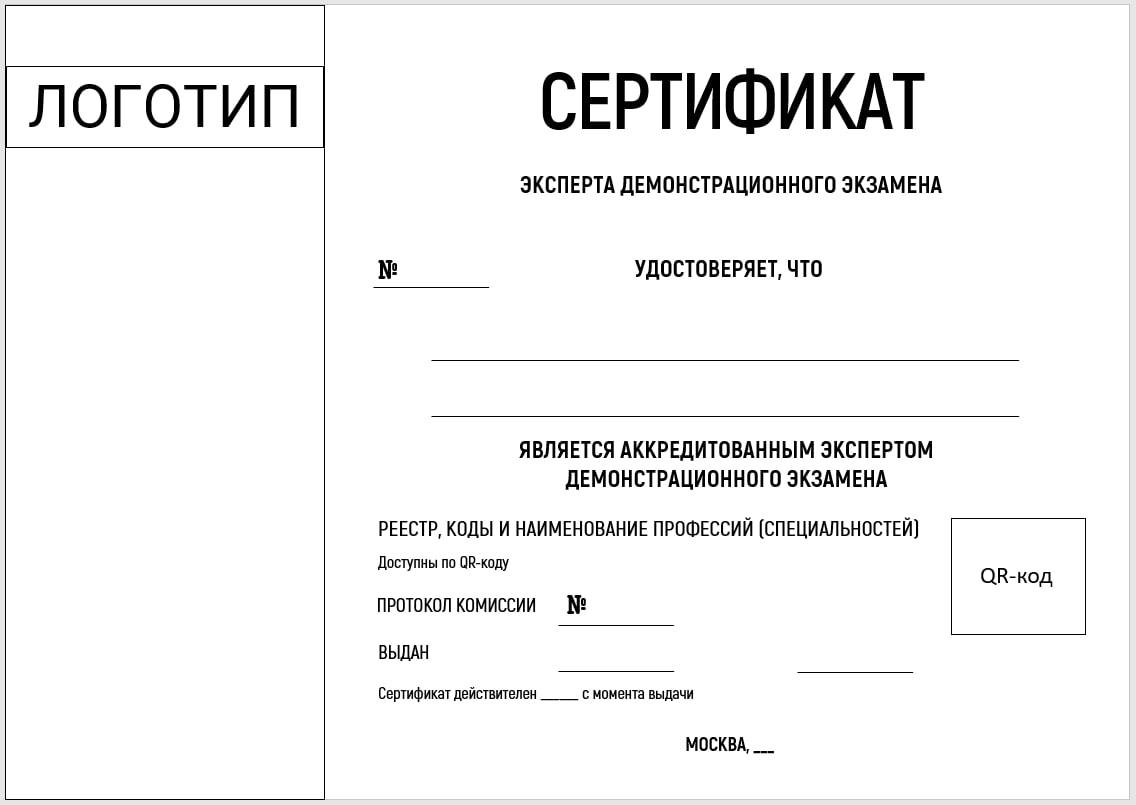 ЛОГОТИП
СЕРТИФИКАТ
ЭКСПЕРТА ДЕМОНСТРАЦИОННОГО ЭКЗАМЕНА
№ УДОСТОВЕРЯЕТ, ЧТО
ЯВЛЯЕТСЯ АККРЕДИТОВАННЫМ ЭКСПЕРТОМ
ДЕМОНСТРАЦИОННОГО ЭКЗАМЕНА
РЕЕСТР, КОДЫ И НАИМЕНОВАНИЕ ПРОФЕССИЙ (СПЕЦИАЛЬНОСТЕЙ)
Доступны по QR-коду
QR-код
ПРОТОКОЛ КОМИССИИ №
ВЫДАН
Сертификат действителен ______ с момента выдачи
МОСКВА, ___